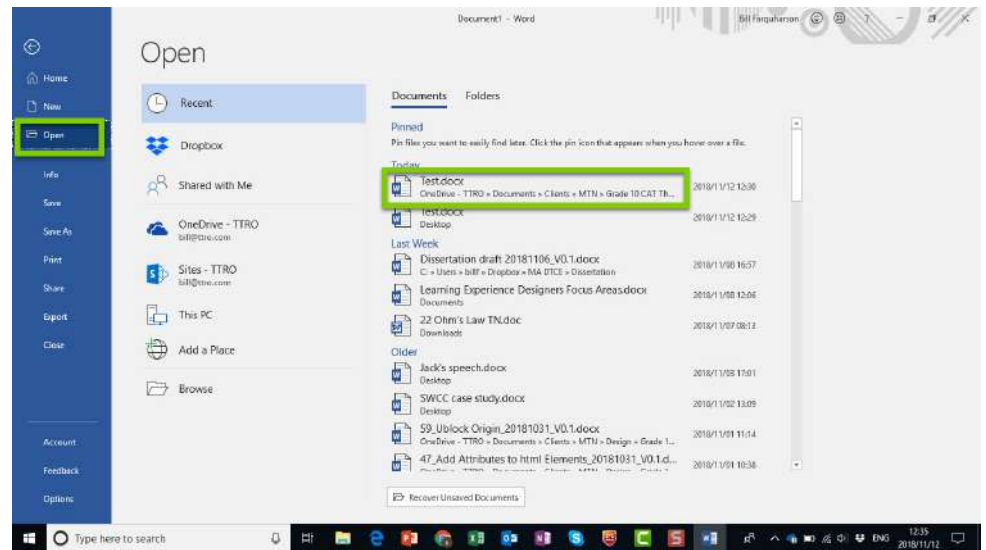 Document1 - Word
Bill Farquharson
?
Home
New
Open
Info
Save
Save As
Print
Share
Export
Close
Account
Feedback
Options
Open
Recent
Dropbox
Shared with Me
OneDrive - TTRO
bill@ttro.com
Sites - TTRO
bill@ttro.com
This PC
Add a Place
Browse
Documents Folders
Pinned
Pin files you want to easily find later. Click the pin icon that appears when you hover over a file.
Today
Test.docx 2018/11/12 12:30
OneDrive - TTRO » Documents » Clients » MTN » Grade 10 CAT Th...
Test.docx 2018/11/12 12:29
Desktop
Last Week
Dissertation draft 20181106_V0.1.docx 2018/11/08 16:57
C: » Users » billf » Dropbox » MA DTCE » Dissertation
Learning Experience Designers Focus Areas.docx 2018/11/08 12:06
Documents
22 Ohm's Law TN.doc 2018/11/07 08:13
Downloads
Older
Jack's speech.docx 2018/11/03 17:01
Desktop
SWCC case study.docx 2018/11/02 13:09
Desktop
59_Ublock Origin_20181031_V0.1.docx 2018/11/01 11:14
OneDrive - TTRO » Documents » Clients » MTN » Design » Grade 1...
47_Add Attributes to html Elements_20181031_V0.1.d... 2018/11/01 10:38
Recover Unsaved Documents
Type here to search
ENG
12:35
2018/11/12